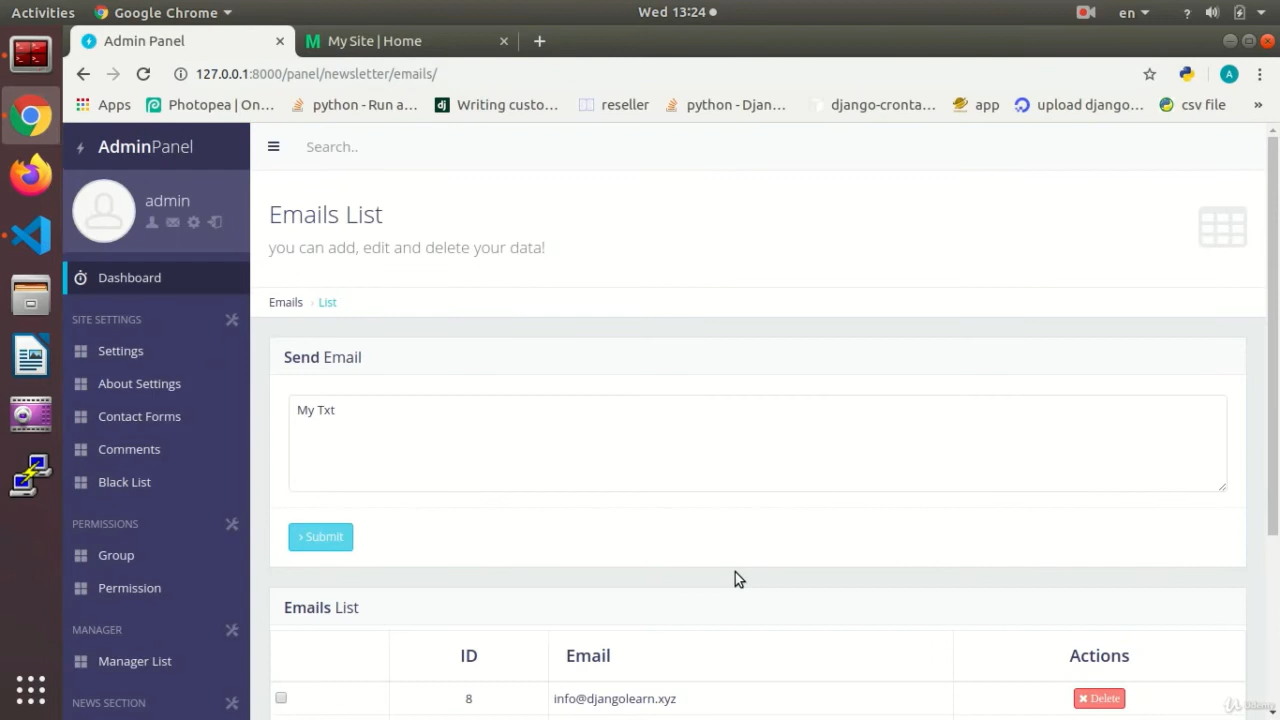 Activities
Google Chrome
Wed 13:24
en
Admin Panel
My Site | Home
127.0.0.1:8000/panel/newsletter/emails/
A
Apps
Photopea | On...
python - Run a...
dj
Writing custo...
reseller
python - Djan...
django-cronta...
app
upload django...
csv file
»
AdminPanel
Search..
admin
Emails List
you can add, edit and delete your data!
Dashboard
Emails › List
SITE SETTINGS
Settings
About Settings
Contact Forms
Comments
Black List
PERMISSIONS
Group
Permission
MANAGER
Manager List
NEWS SECTION
Send Email
My Txt
› Submit
Emails List
ID
Email
Actions
8
info@djangolearn.xyz
Delete
Udemy